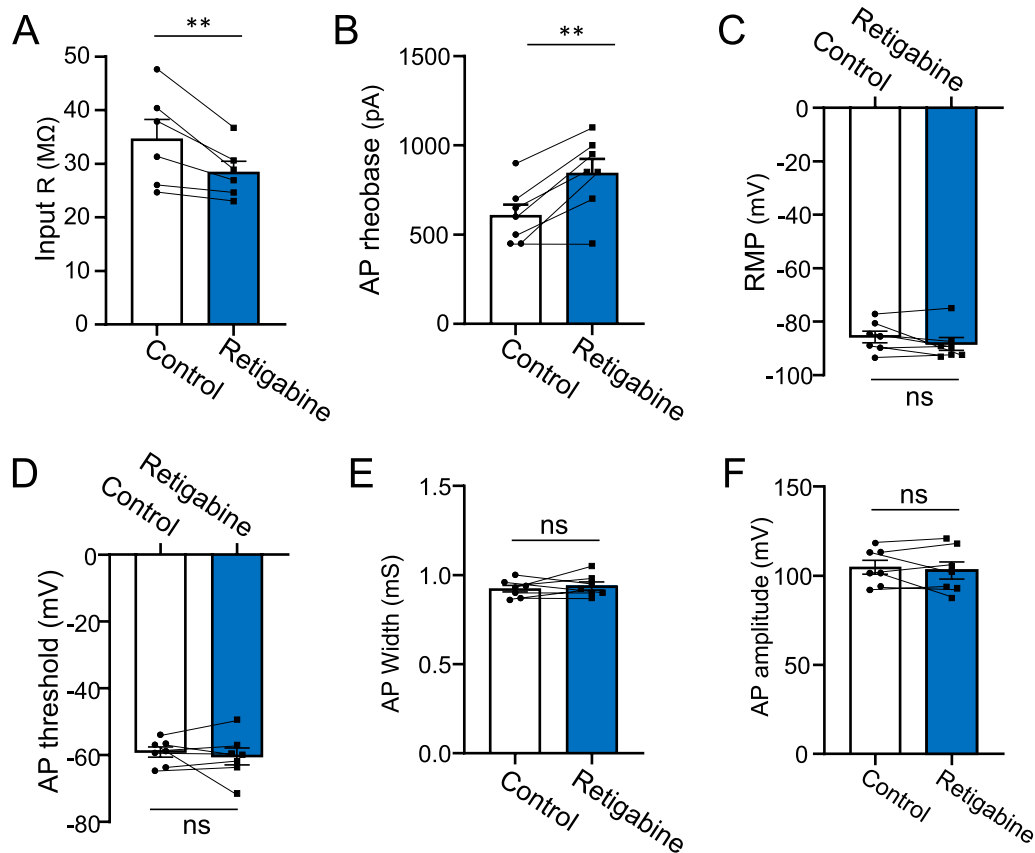 A
**
Input R (MΩ)
50
40
30
20
10
0
Control
Retigabine
B
**
AP rheobase (pA)
1500
1000
500
0
Control
Retigabine
C
Control
Retigabine
RMP (mV)
0
-20
-40
-60
-80
-100
ns
D
Control
Retigabine
AP threshold (mV)
0
-20
-40
-60
-80
ns
E
ns
AP Width (mS)
1.5
1.0
0.5
0.0
Control
Retigabine
F
ns
AP amplitude (mV)
150
100
50
0
Control
Retigabine